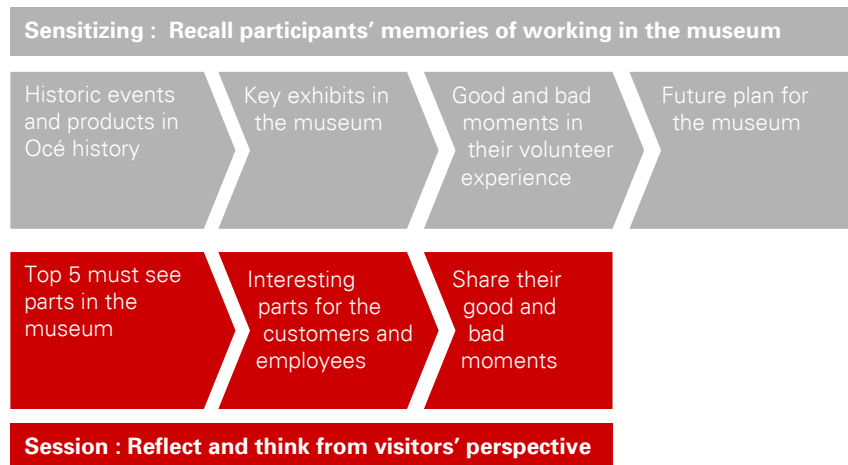 Sensitizing : Recall participants’ memories of working in the museum
Historic events
and products in
Océ history
Key exhibits in
the museum
Good and bad
moments in
their volunteer
experience
Future plan for
the museum
Top 5 must see
parts in the
museum
Interesting
parts for the
customers and
employees
Share their
good and
bad
moments
Session : Reflect and think from visitors’ perspective